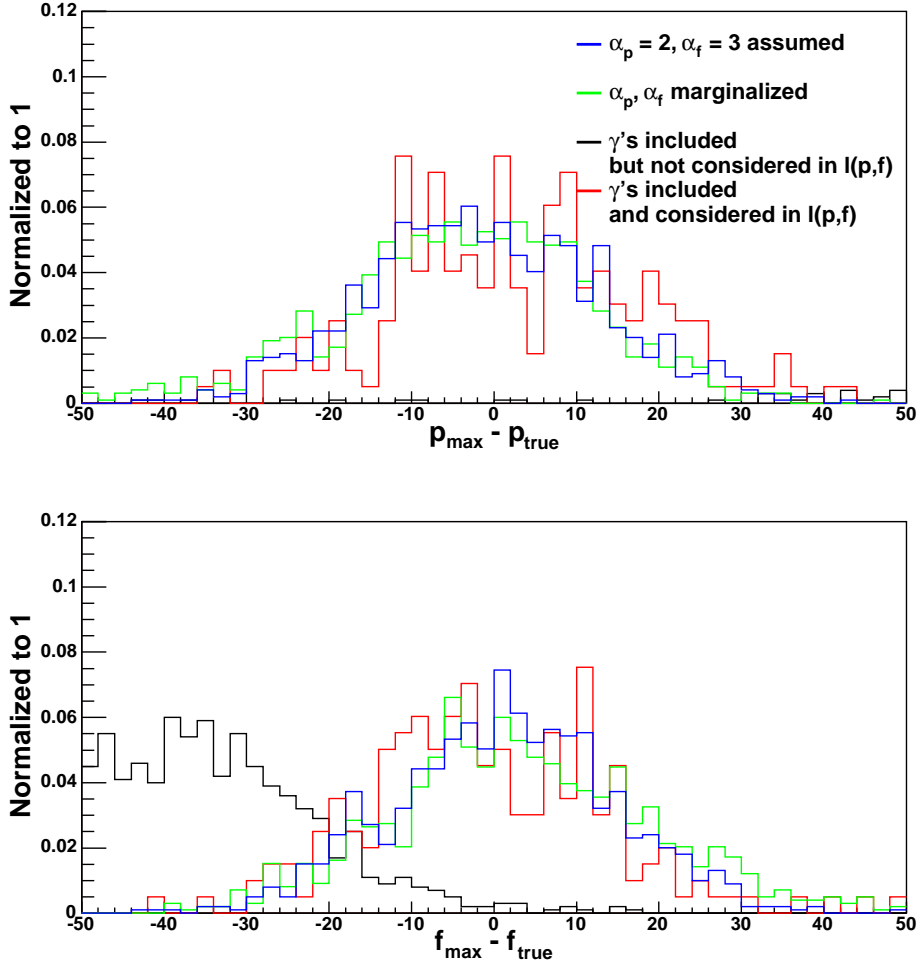 0.12
0.1
0.08
0.06
0.04
0.02
0
Normalized to 1
α_p = 2, α_f = 3 assumed
α_p, α_f marginalized
γ's included
but not considered in l(p,f)
γ's included
and considered in l(p,f)
-50 -40 -30 -20 -10 0 10 20 30 40 50
p_max - p_true
0.12
0.1
0.08
0.06
0.04
0.02
0
Normalized to 1
-50 -40 -30 -20 -10 0 10 20 30 40 50
f_max - f_true